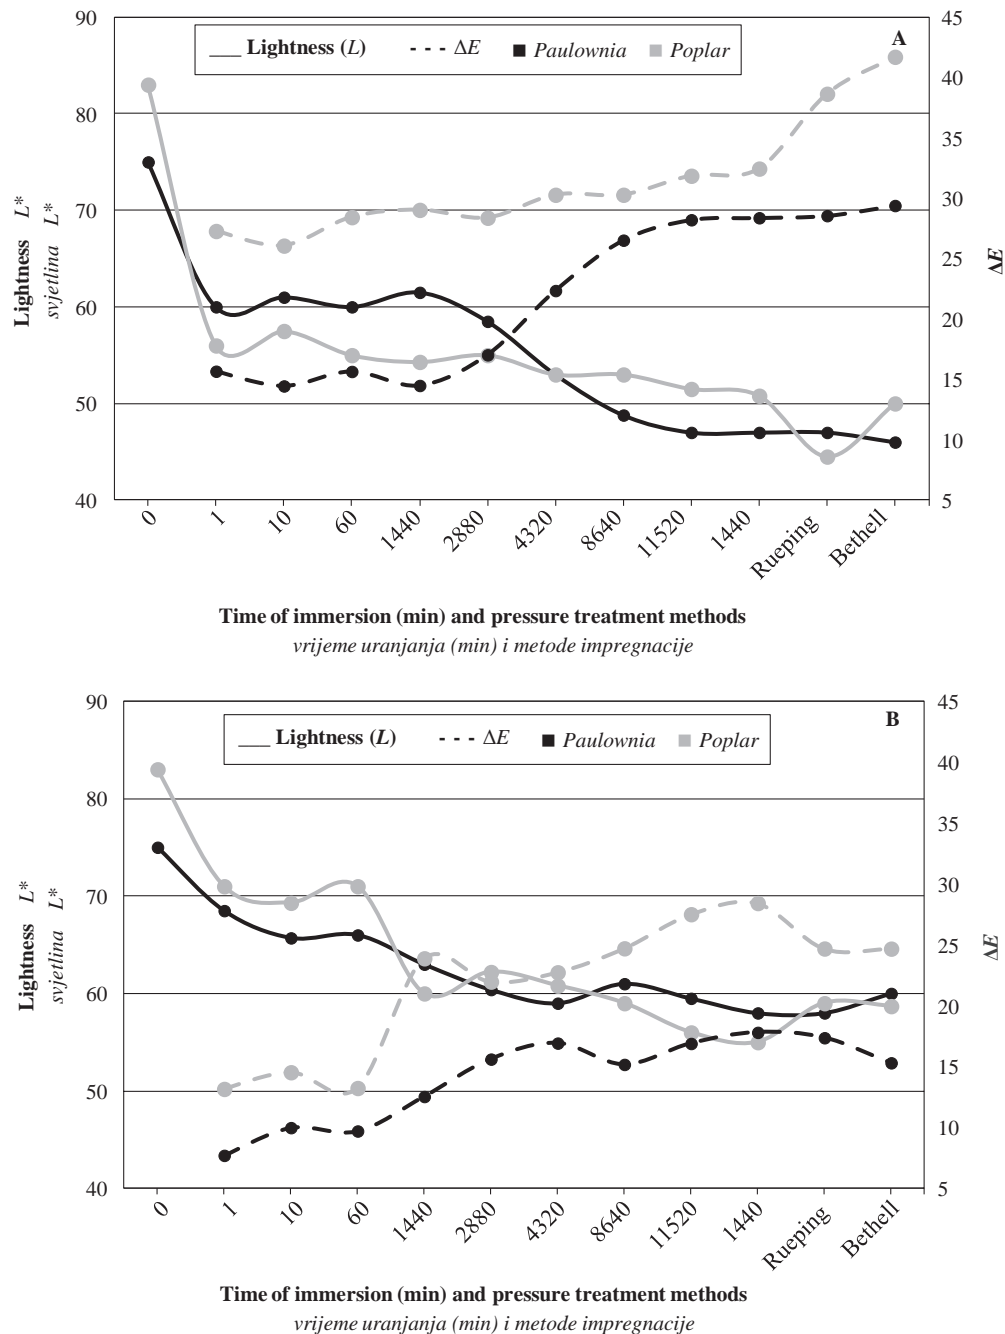 90
80
70
60
50
40
Lightness L*
svjetlina L*
Lightness (L) ΔE Paulownia Poplar
A
45
40
35
30
25
20
15
10
5
ΔE
0 1 10 60 1440 2880 4320 8640 11520 1440 Rueping Bethell
Time of immersion (min) and pressure treatment methods
vrijeme uranjanja (min) i metode impregnacije
90
80
70
60
50
40
Lightness L*
svjetlina L*
Lightness (L) ΔE Paulownia Poplar
B
45
40
35
30
25
20
15
10
5
ΔE
0 1 10 60 1440 2880 4320 8640 11520 1440 Rueping Bethell
Time of immersion (min) and pressure treatment methods
vrijeme uranjanja (min) i metode impregnacije